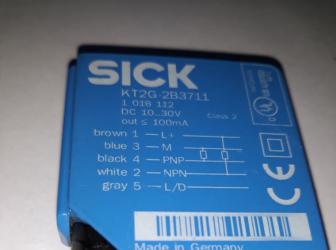 SICK
KT2G-2B3711
1 018 112
DC 10...30V
out ≤ 100mA
Class 2
brown 1 L+
blue 3 M
black 4 PNP
white 2 NPN
gray 5 L/D
CE
Made in Germany